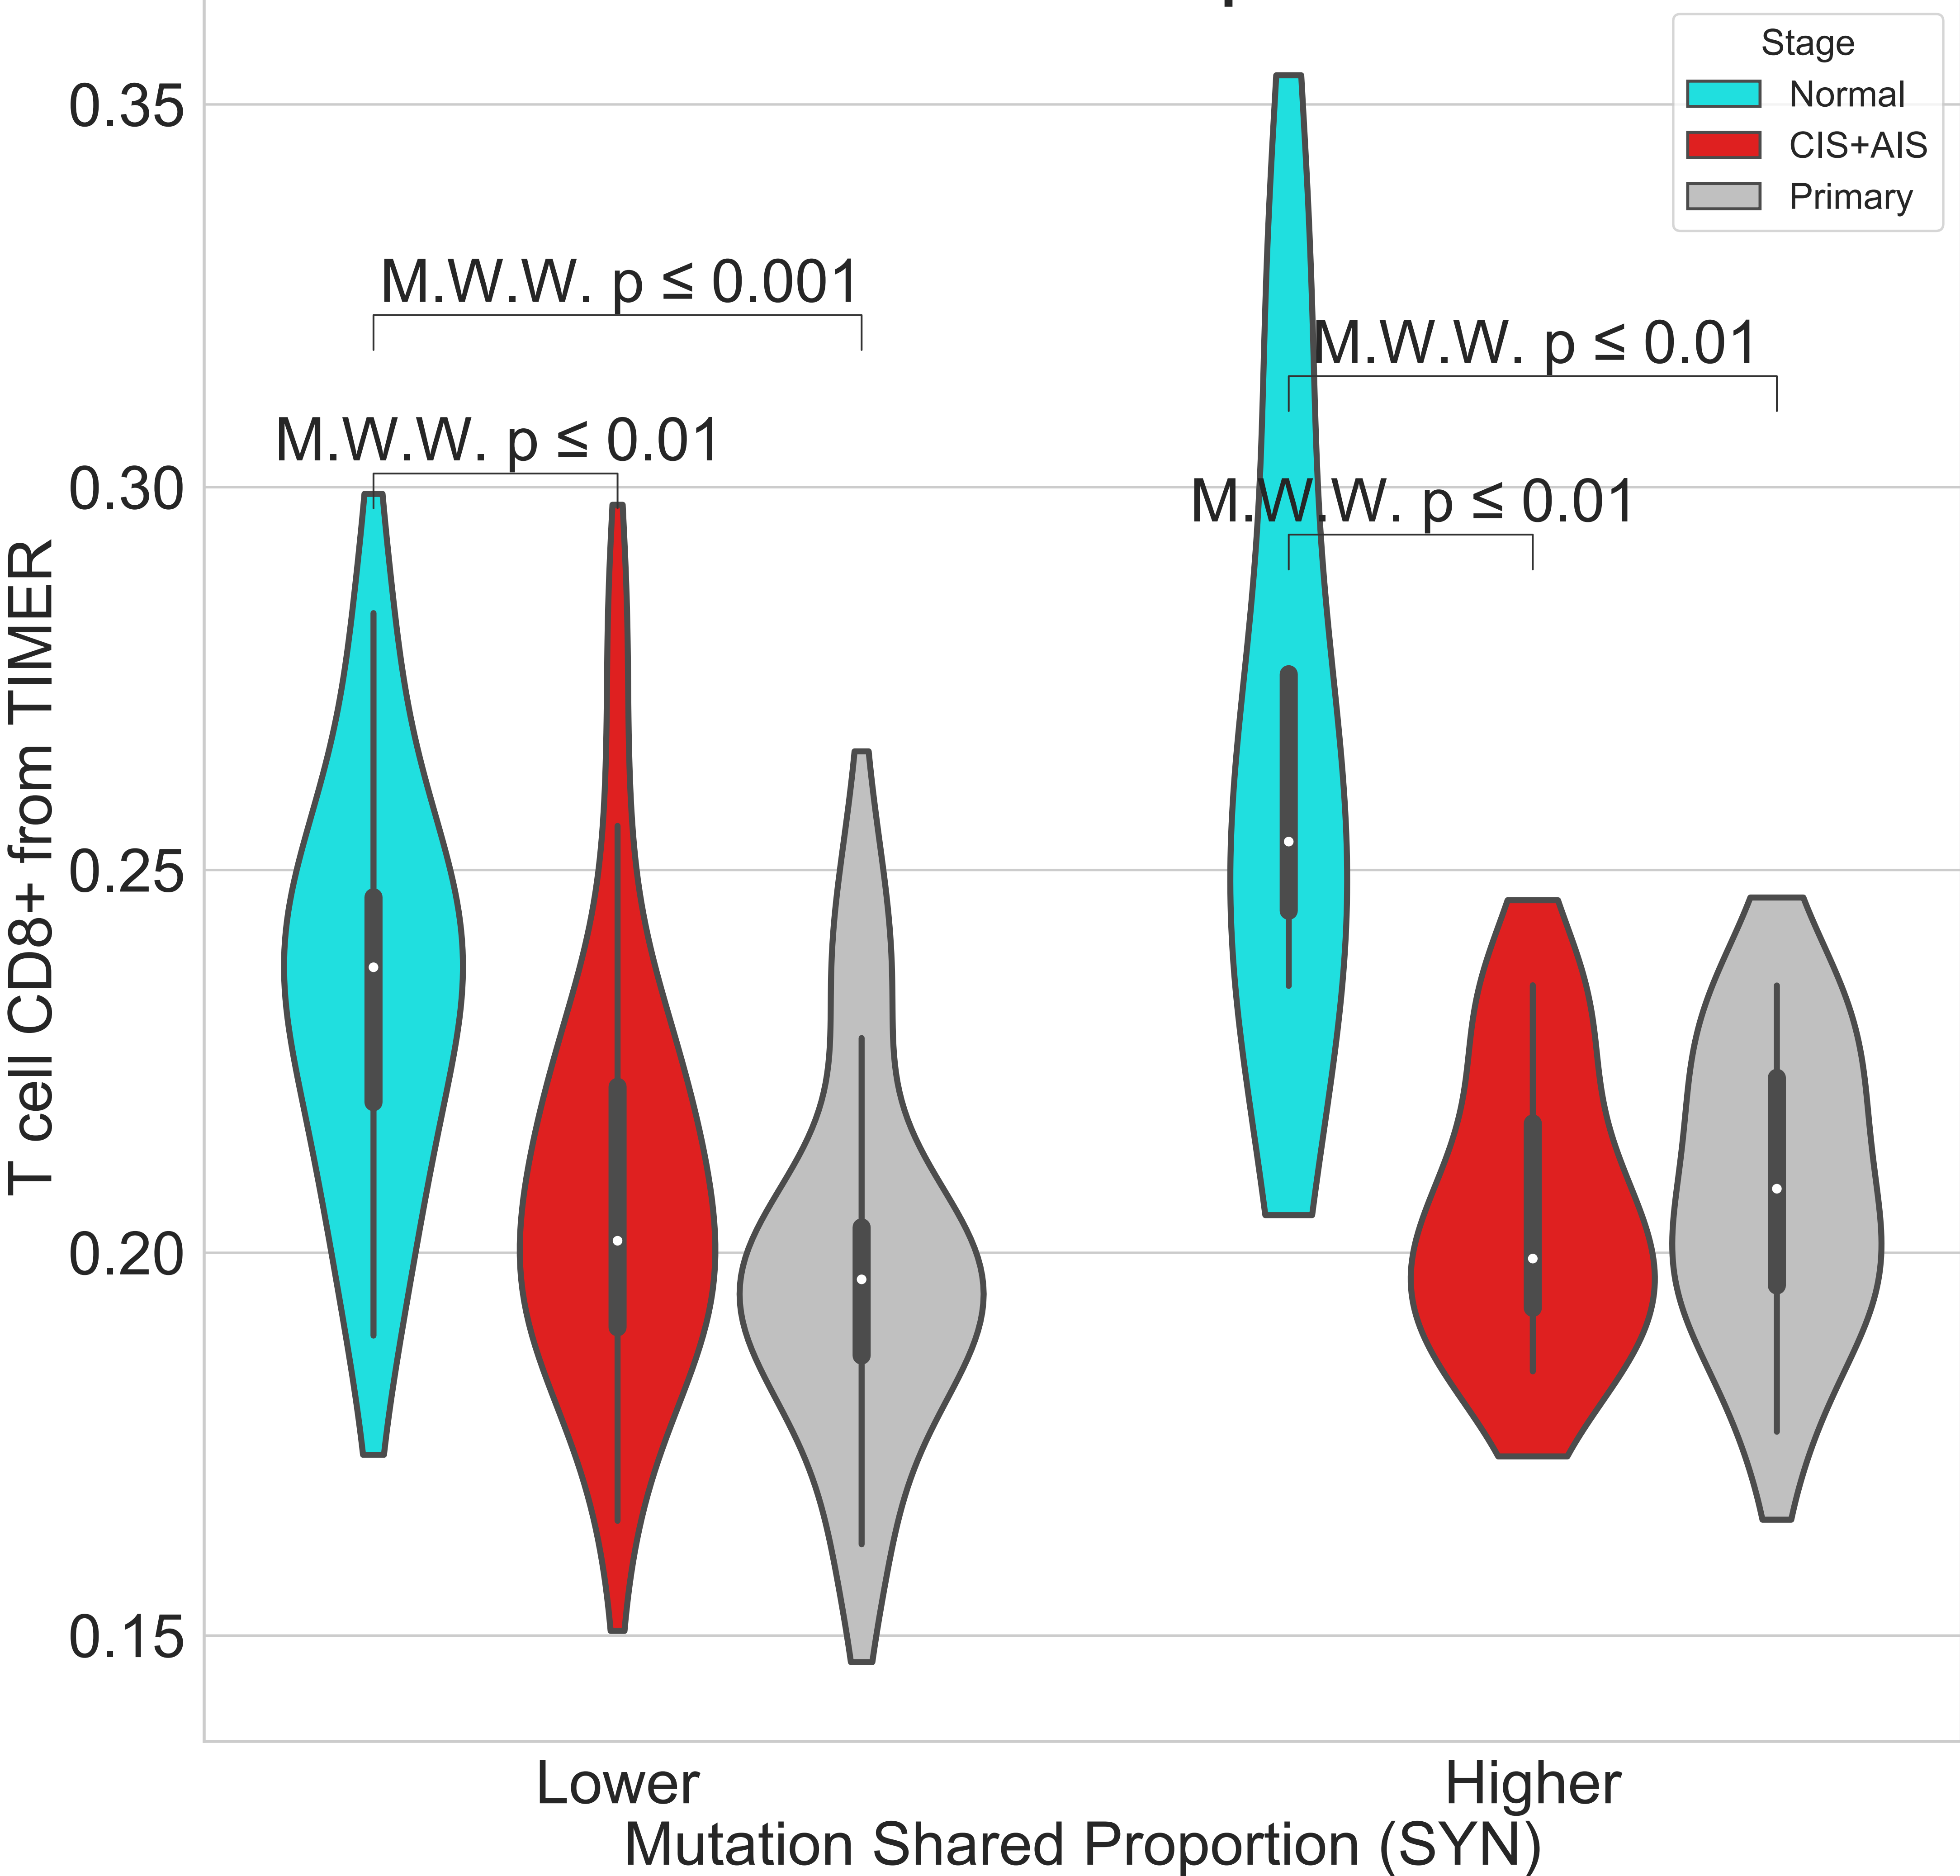 Stage
Normal
CIS+AIS
Primary
0.35
0.30
0.25
0.20
0.15
T cell CD8+ from TIMER
M.W.W. p ≤ 0.001
M.W.W. p ≤ 0.01
M.W.W. p ≤ 0.01
M.W.W. p ≤ 0.01
Lower
Higher
Mutation Shared Proportion (SYN)